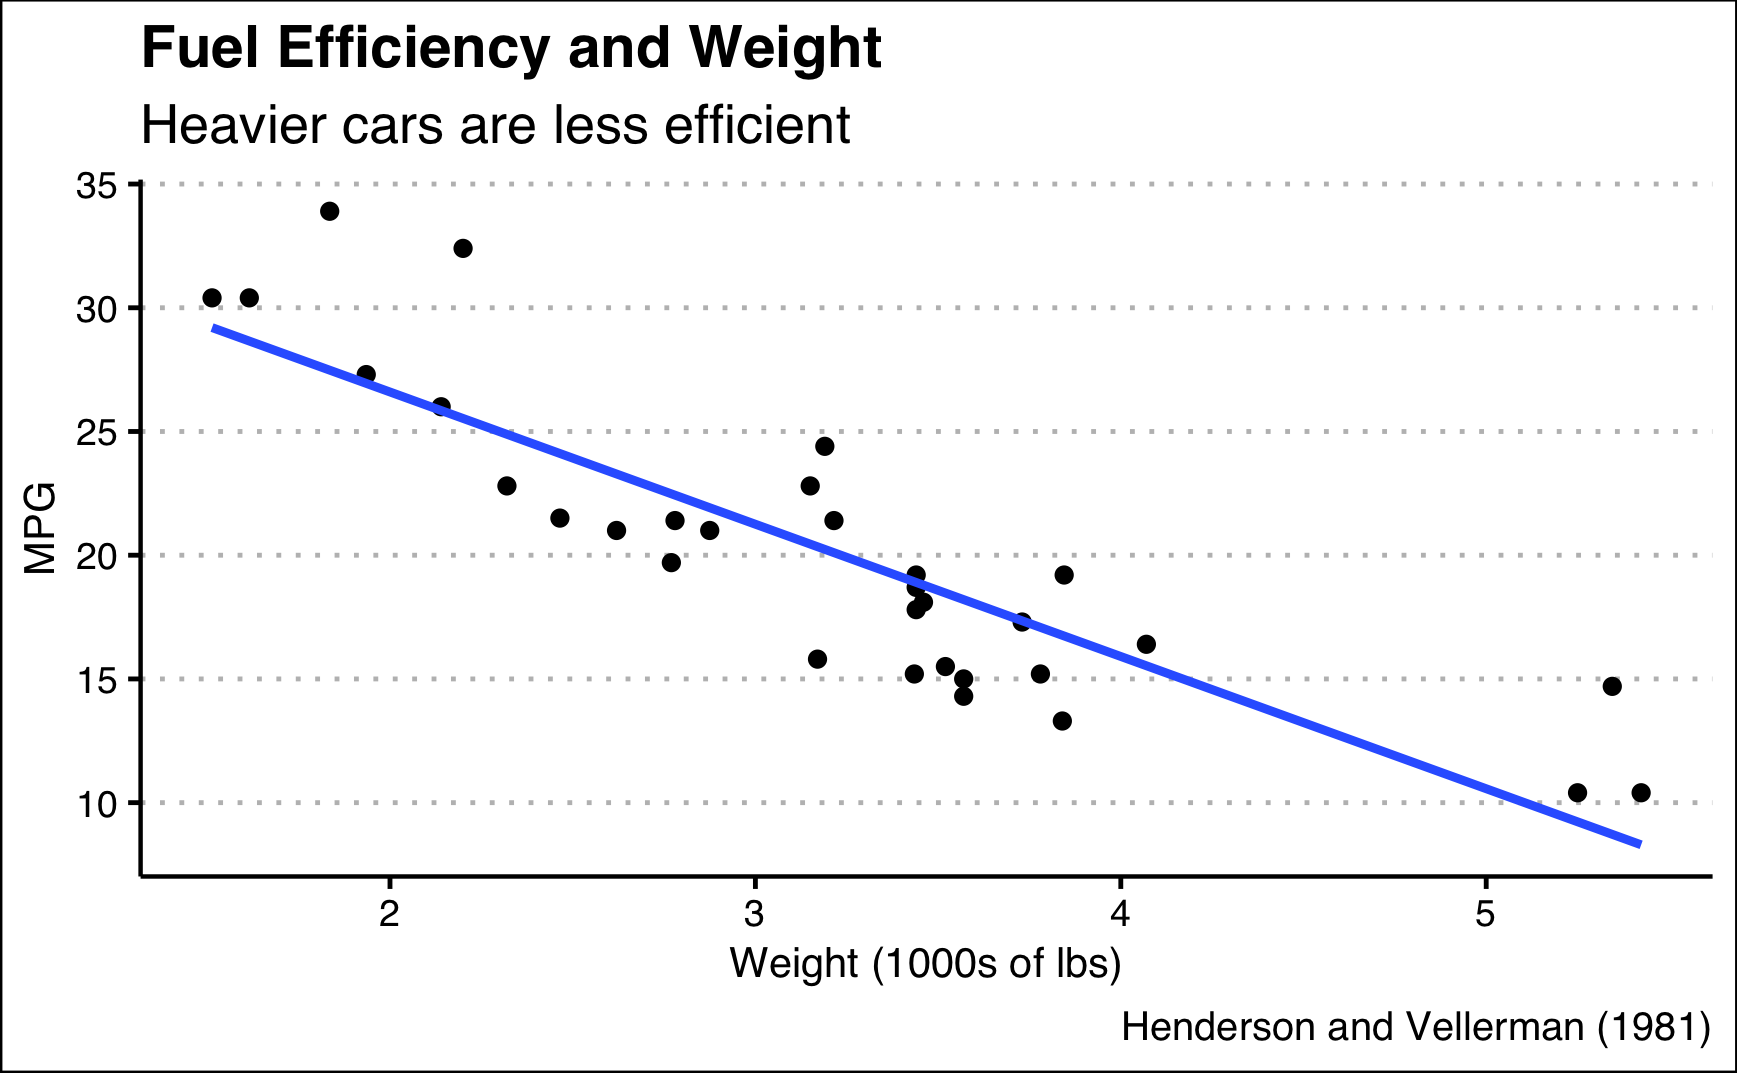 Fuel Efficiency and Weight
Heavier cars are less efficient
35
30
25
20
15
10
MPG
2 3 4 5
Weight (1000s of lbs)
Henderson and Vellerman (1981)